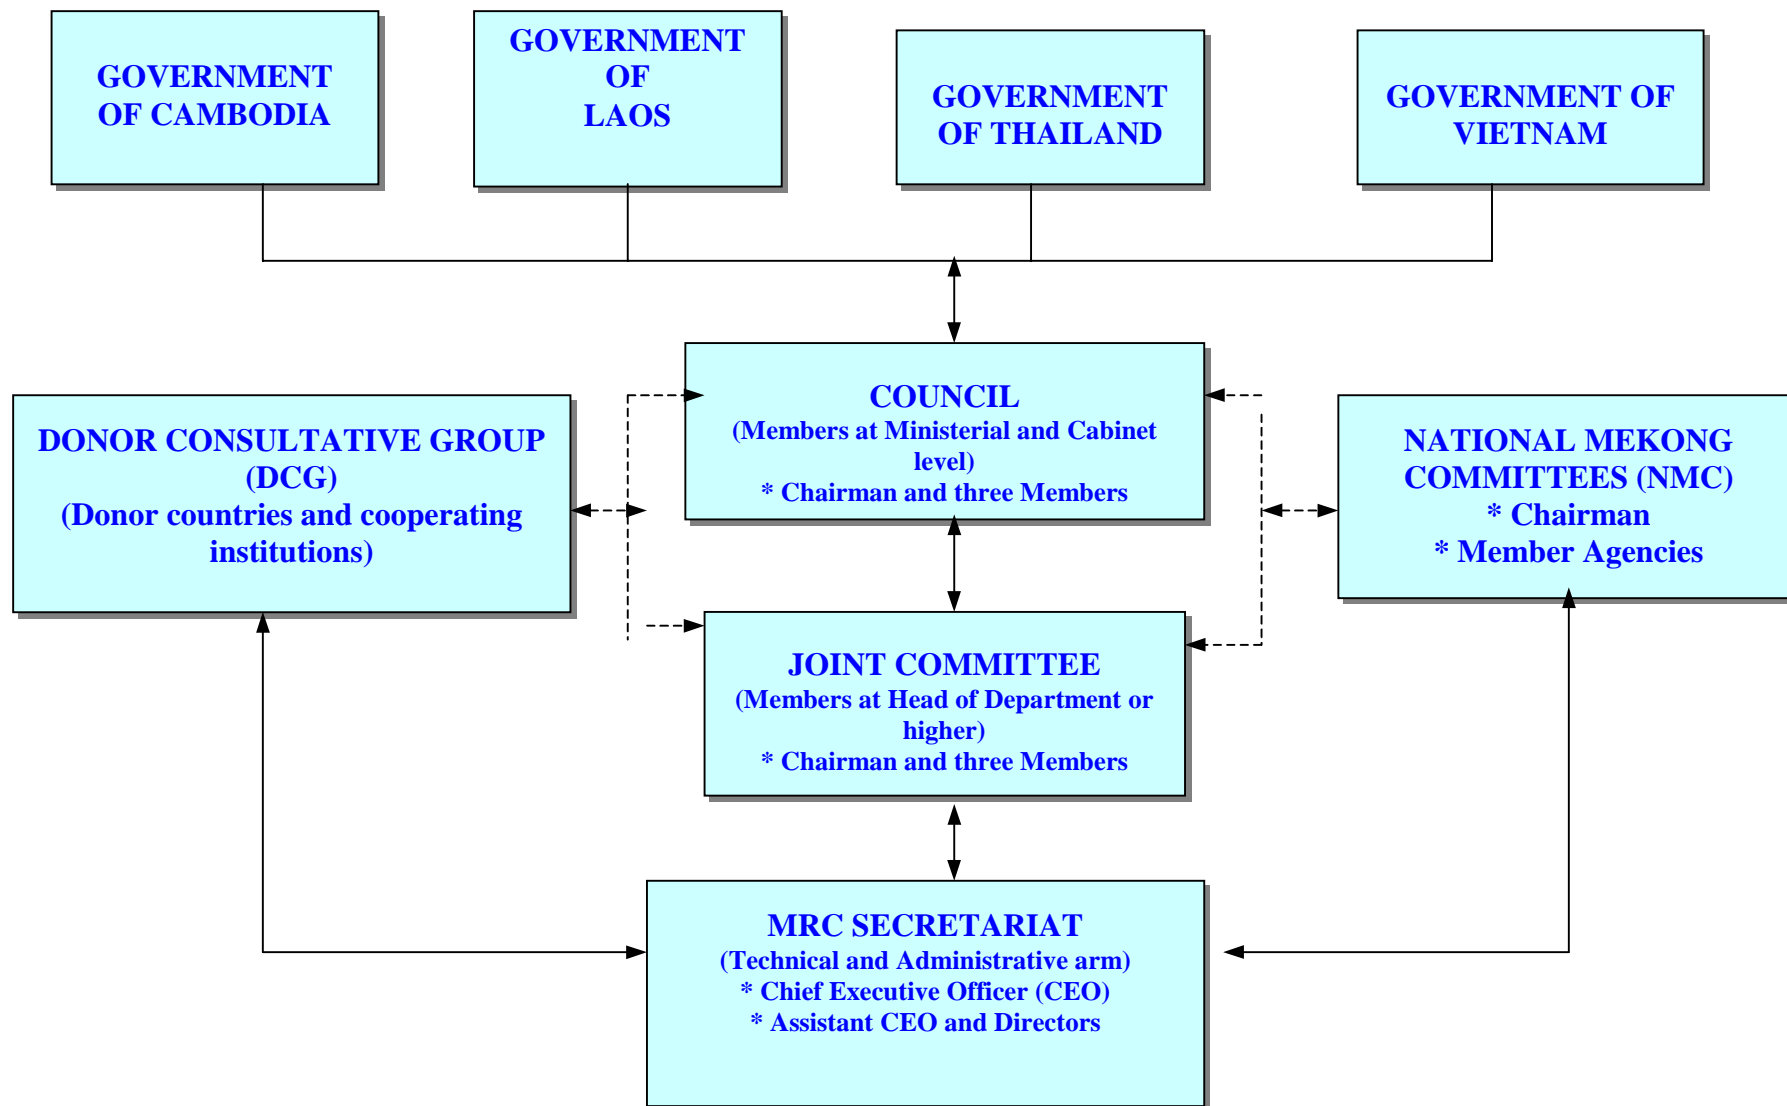 GOVERNMENT
OF CAMBODIA
GOVERNMENT
OF
LAOS
GOVERNMENT
OF THAILAND
GOVERNMENT OF
VIETNAM
COUNCIL
(Members at Ministerial and Cabinet
level)
* Chairman and three Members
DONOR CONSULTATIVE GROUP
(DCG)
(Donor countries and cooperating
institutions)
NATIONAL MEKONG
COMMITTEES (NMC)
* Chairman
* Member Agencies
JOINT COMMITTEE
(Members at Head of Department or
higher)
* Chairman and three Members
MRC SECRETARIAT
(Technical and Administrative arm)
* Chief Executive Officer (CEO)
* Assistant CEO and Directors